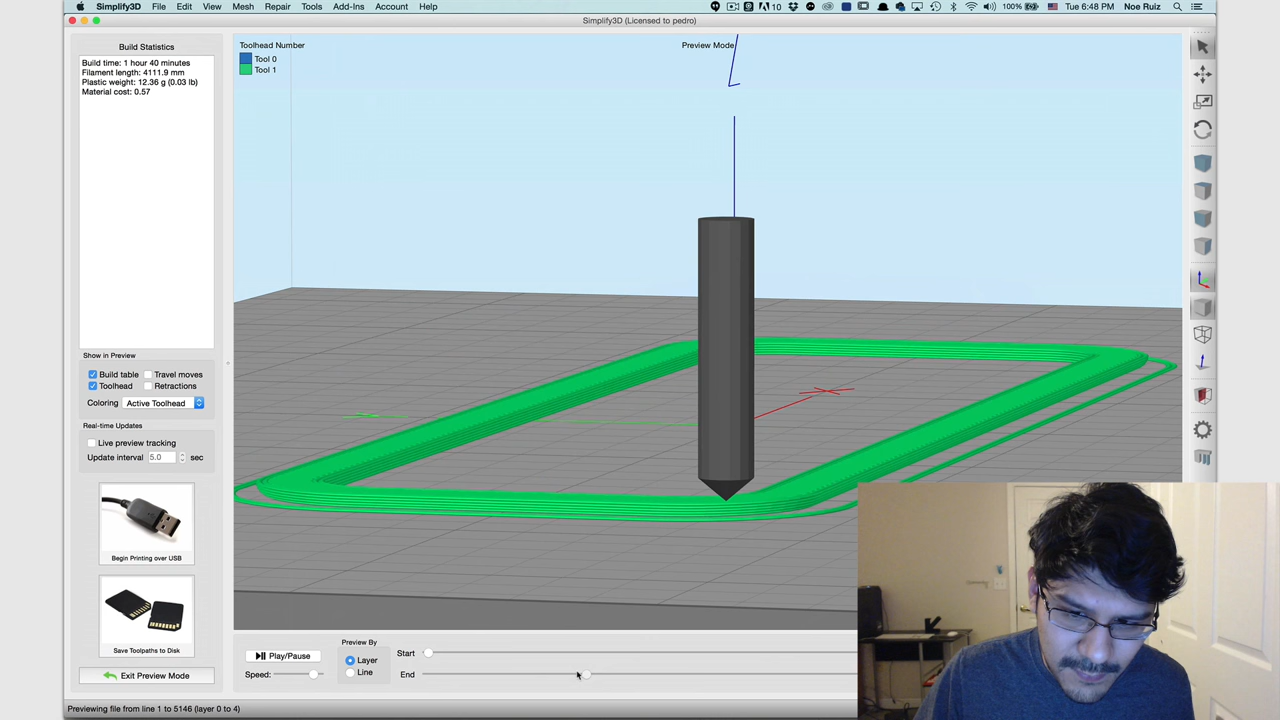 Simplify3D File Edit View Mesh Repair Tools Add-Ins Account Help
10 100% Tue 6:48 PM Noe Ruiz
Simplify3D (Licensed to pedro)
Build Statistics
Build time: 1 hour 40 minutes
Filament length: 4111.9 mm
Plastic weight: 12.36 g (0.03 lb)
Material cost: 0.57
Toolhead Number
Tool 0
Tool 1
Preview Mode
Show in Preview
Build table Travel moves
Toolhead Retractions
Coloring Active Toolhead
Real-time Updates
Live preview tracking
Update interval 5.0 sec
Begin Printing over USB
Save Toolpaths to Disk
Exit Preview Mode
Play/Pause
Speed:
Preview By
Layer
Line
Start
End
Previewing file from line 1 to 5146 (layer 0 to 4)